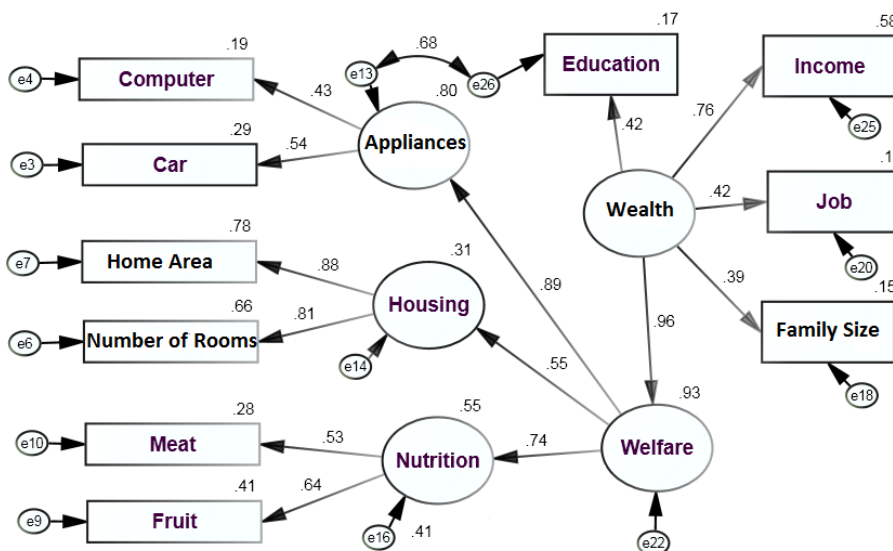 .17
.58
.19
.68
e4
Computer
e13
e26
Education
Income
.80
.43
.76
e25
.29
Appliances
.42
.54
e3
Car
.1
Wealth
.42
Job
.78
e20
e7
Home Area
.31
.88
.39
.15
.89
.66
Housing
.96
e6
Number of Rooms
.81
Family Size
.55
e14
e18
.28
.55
.93
e10
Meat
.53
.74
Welfare
Nutrition
.41
.64
e9
Fruit
e16
.41
e22